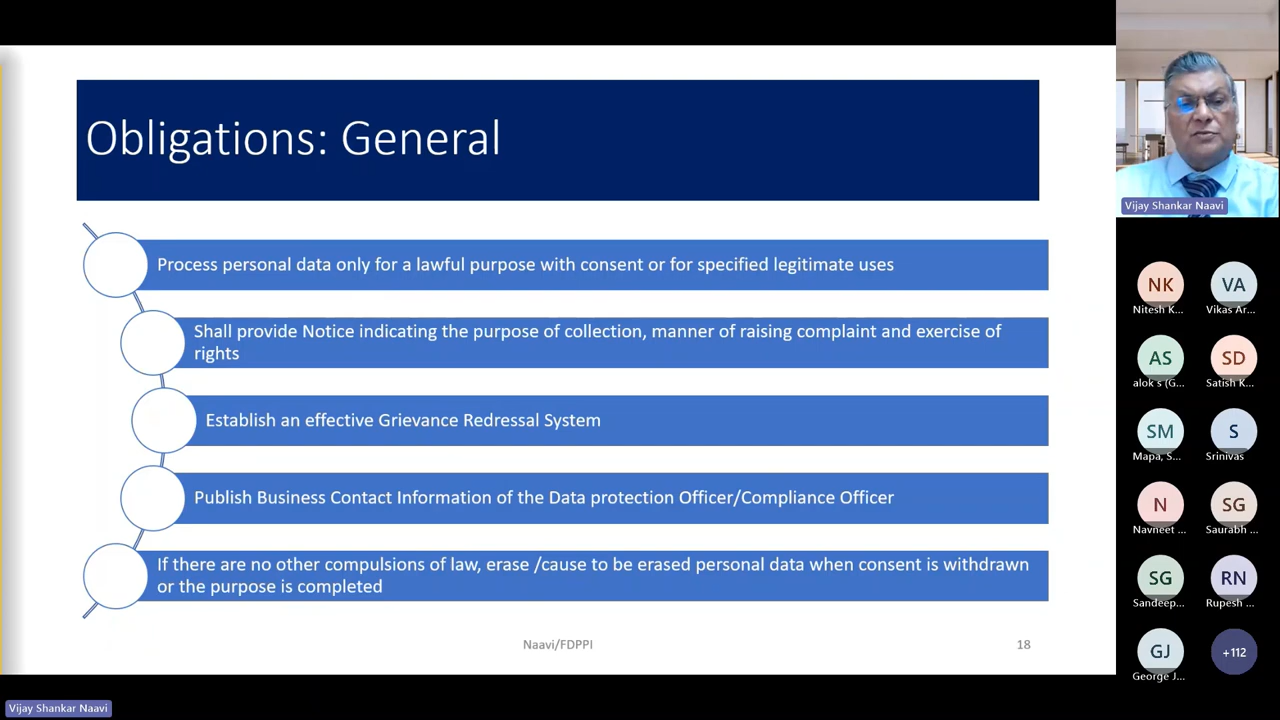 Obligations: General
Process personal data only for a lawful purpose with consent or for specified legitimate uses
Shall provide Notice indicating the purpose of collection, manner of raising complaint and exercise of
rights
Establish an effective Grievance Redressal System
Publish Business Contact Information of the Data protection Officer/Compliance Officer
If there are no other compulsions of law, erase /cause to be erased personal data when consent is withdrawn
or the purpose is completed
Naavi/FDPPI
18
Vijay Shankar Naavi
NK
Nitesh K...
VA
Vikas Ar...
AS
alok s (G...
SD
Satish K...
SM
Mapa, S...
S
Srinivas
N
Navneet ...
SG
Saurabh ...
SG
Sandeep...
RN
Rupesh ...
GJ
George J...
+112
Vijay Shankar Naavi